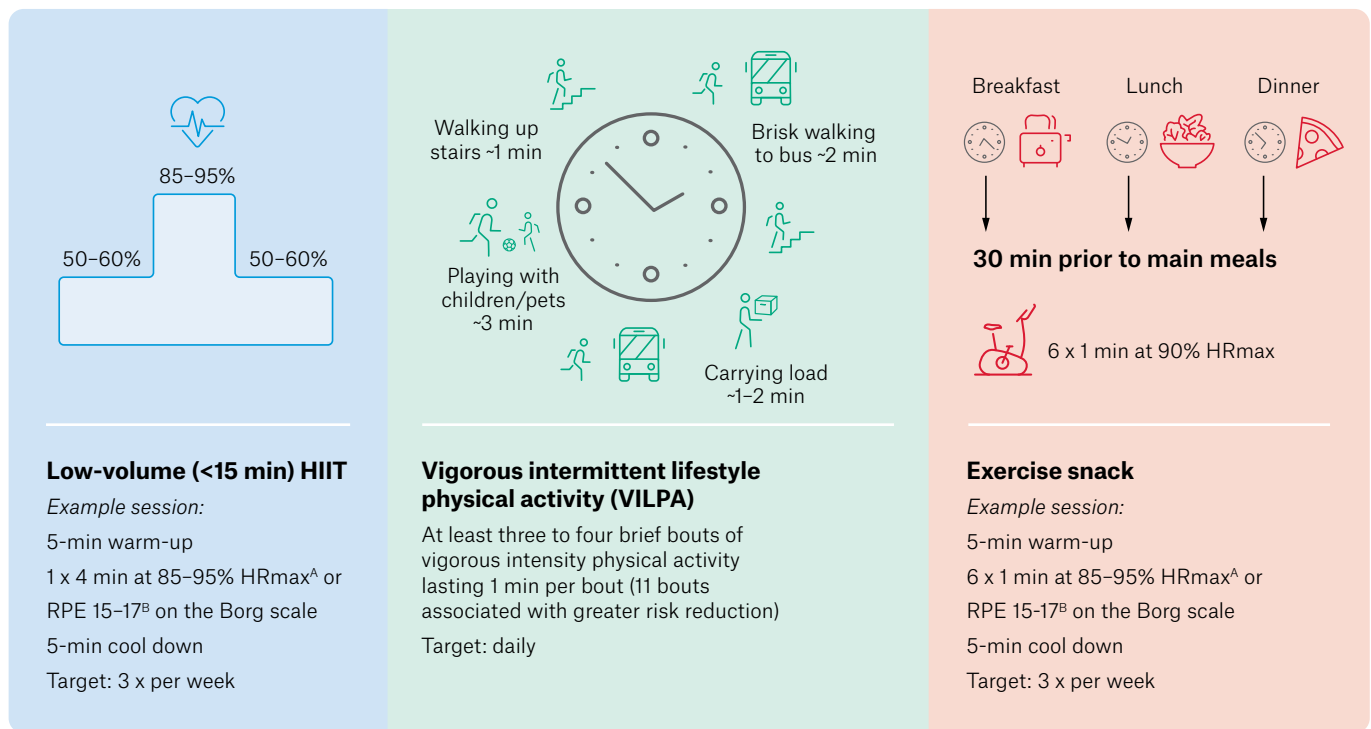 85–95%
50–60%
50–60%
Low-volume (<15 min) HIIT
Example session:
5-min warm-up
1 x 4 min at 85–95% HRmaxᴬ or
RPE 15–17ᴮ on the Borg scale
5-min cool down
Target: 3 x per week
Walking up
stairs ~1 min
Brisk walking
to bus ~2 min
Playing with
children/pets
~3 min
Carrying load
~1–2 min
Vigorous intermittent lifestyle
physical activity (VILPA)
At least three to four brief bouts of
vigorous intensity physical activity
lasting 1 min per bout (11 bouts
associated with greater risk reduction)
Target: daily
Breakfast
Lunch
Dinner
30 min prior to main meals
6 x 1 min at 90% HRmax
Exercise snack
Example session:
5-min warm-up
6 x 1 min at 85–95% HRmaxᴬ or
RPE 15-17ᴮ on the Borg scale
5-min cool down
Target: 3 x per week